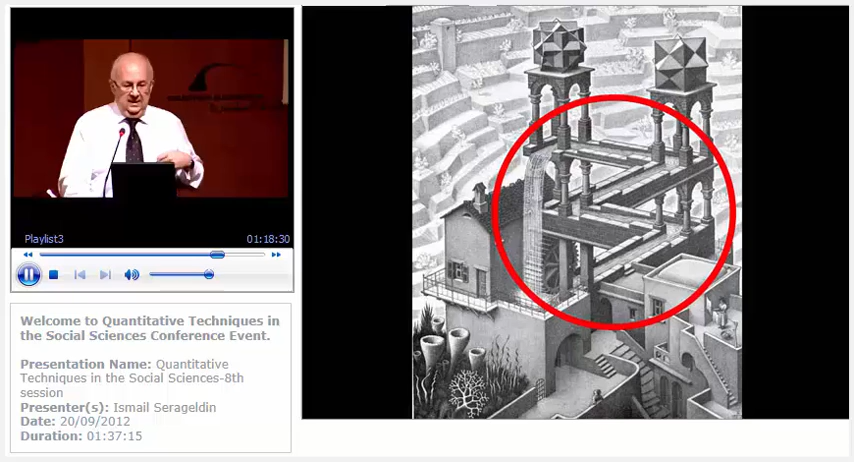 Playlist3 01:18:30
Welcome to Quantitative Techniques in
the Social Sciences Conference Event.
Presentation Name: Quantitative
Techniques in the Social Sciences-8th
session
Presenter(s): Ismail Serageldin
Date: 20/09/2012
Duration: 01:37:15